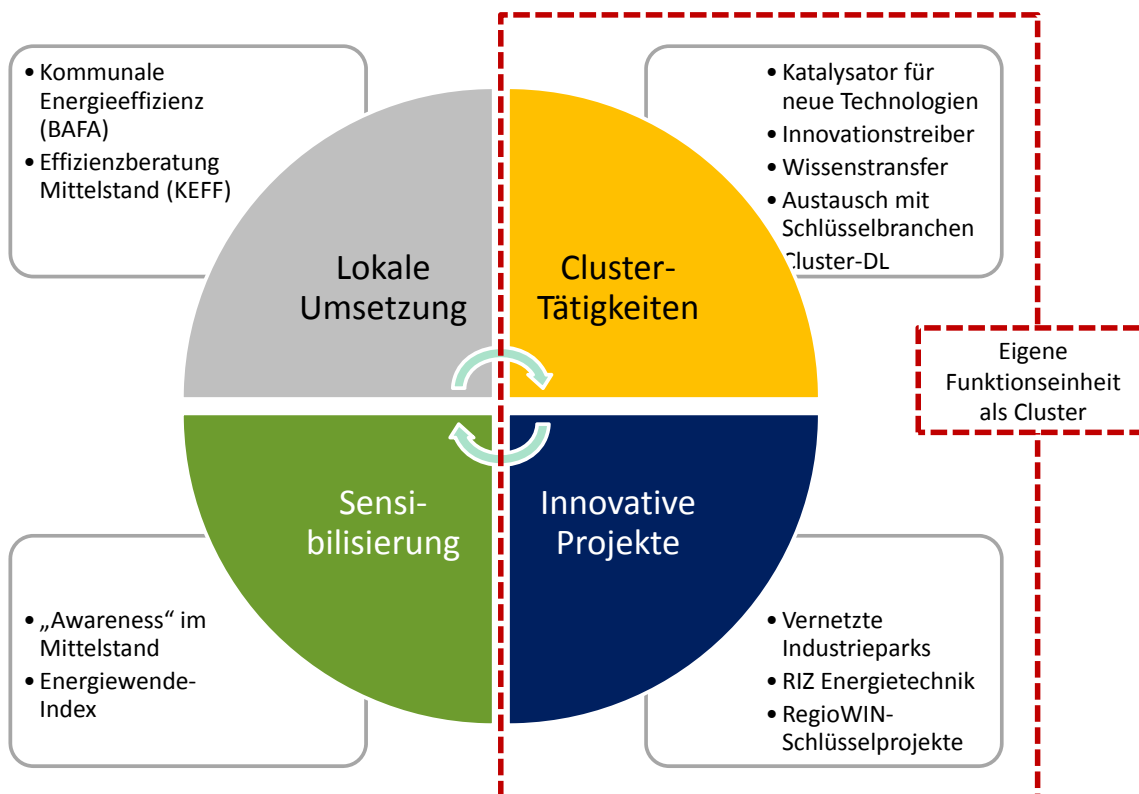 • Kommunale
Energieeffizienz
(BAFA)
• Effizienzberatung
Mittelstand (KEFF)
• Katalysator für
neue Technologien
• Innovationstreiber
• Wissenstransfer
• Austausch mit
Schlüsselbranchen
Cluster-DL
Lokale
Umsetzung
Cluster-
Tätigkeiten
Eigene
Funktionseinheit
als Cluster
Sensi-
bilisierung
Innovative
Projekte
• „Awareness“ im
Mittelstand
• Energiewende-
Index
• Vernetzte
Industrieparks
• RIZ Energietechnik
• RegioWIN-
Schlüsselprojekte